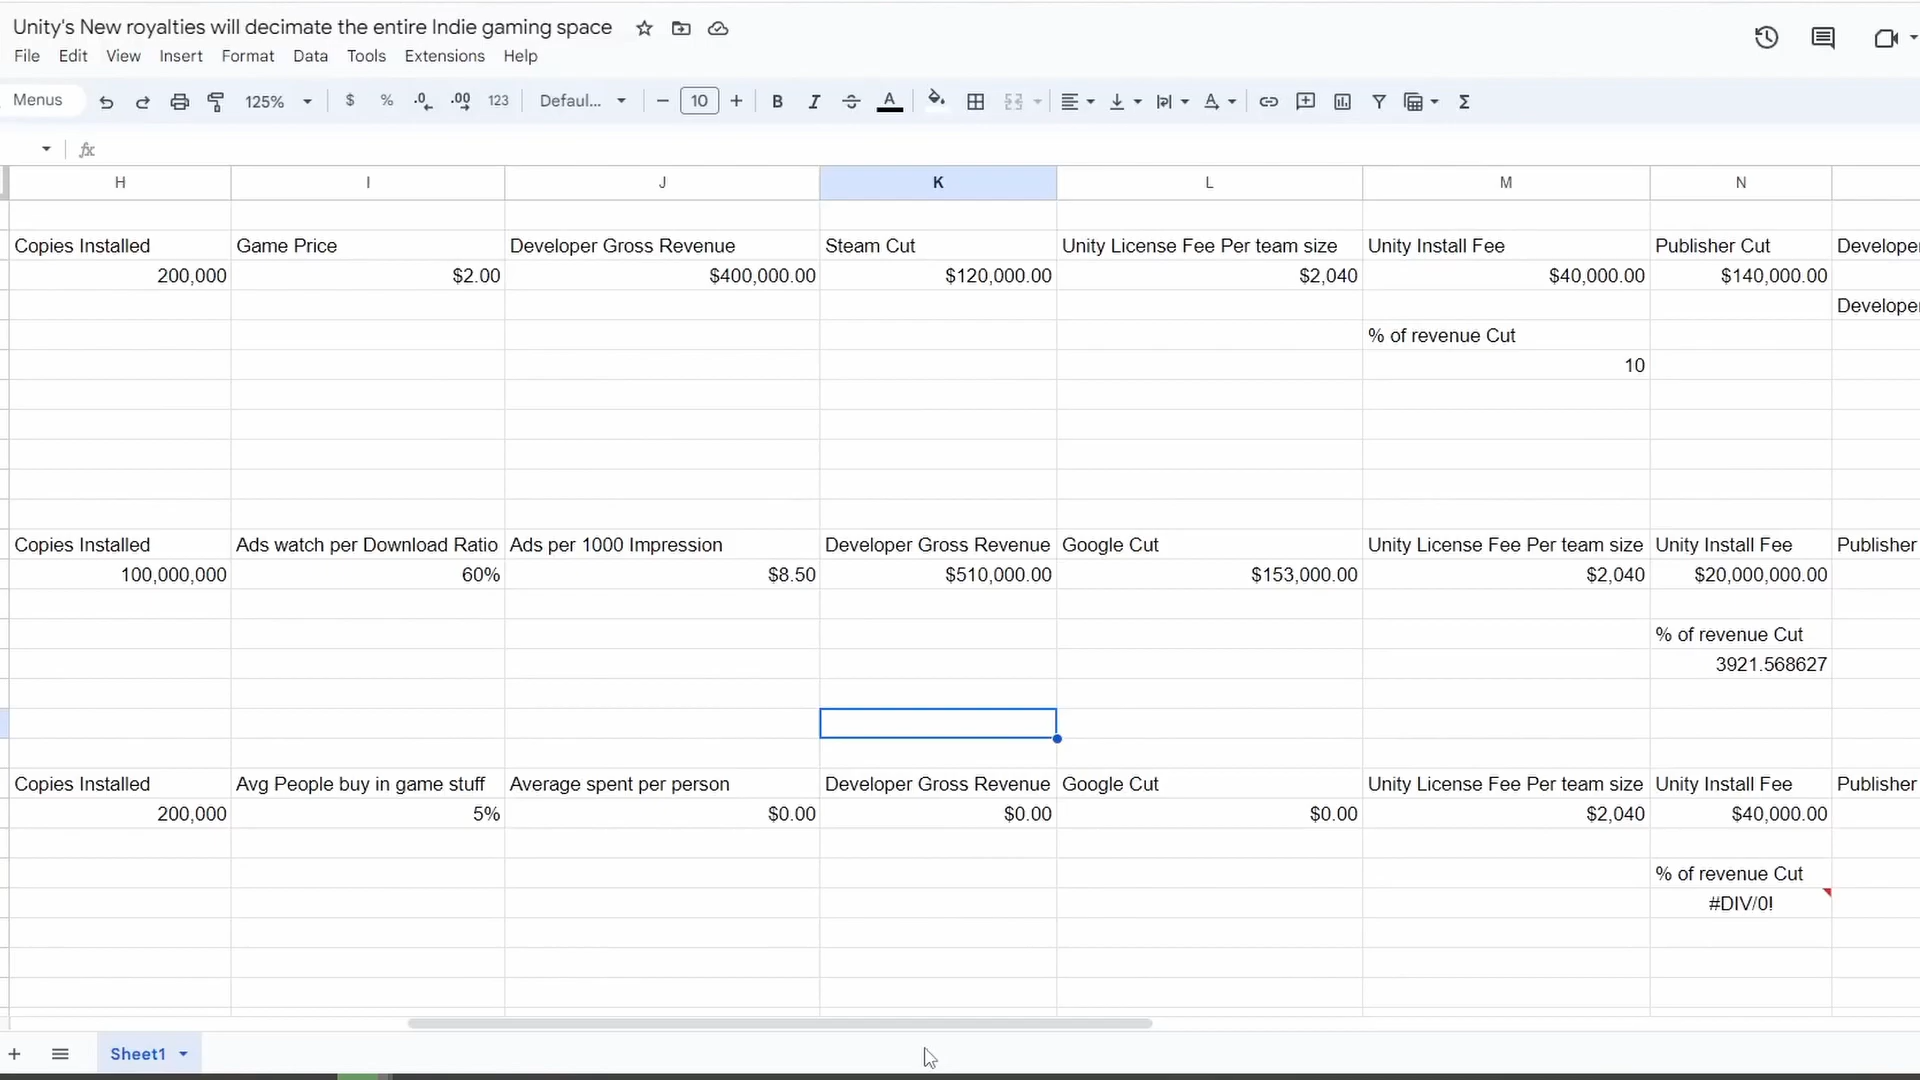 Unity's New royalties will decimate the entire Indie gaming space
File Edit View Insert Format Data Tools Extensions Help
Menus 125% $ % .0 .00 123 Defaul... 10 B I A Σ
fx
H I J K L M N
Copies Installed Game Price Developer Gross Revenue Steam Cut Unity License Fee Per team size Unity Install Fee Publisher Cut Developer
200,000 $2.00 $400,000.00 $120,000.00 $2,040 $40,000.00 $140,000.00
Developer
% of revenue Cut
10
Copies Installed Ads watch per Download Ratio Ads per 1000 Impression Developer Gross Revenue Google Cut Unity License Fee Per team size Unity Install Fee Publisher
100,000,000 60% $8.50 $510,000.00 $153,000.00 $2,040 $20,000,000.00
% of revenue Cut
3921.568627
Copies Installed Avg People buy in game stuff Average spent per person Developer Gross Revenue Google Cut Unity License Fee Per team size Unity Install Fee Publisher
200,000 5% $0.00 $0.00 $0.00 $2,040 $40,000.00
% of revenue Cut
#DIV/0!
Sheet1